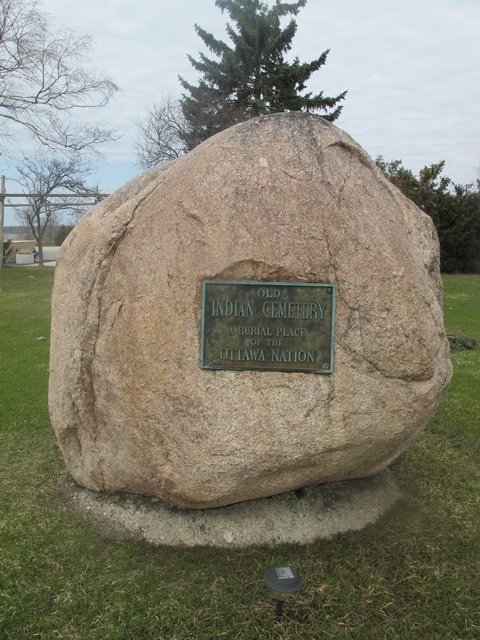 OLD
INDIAN CEMETERY
A BURIAL PLACE
OF THE
OTTAWA NATION